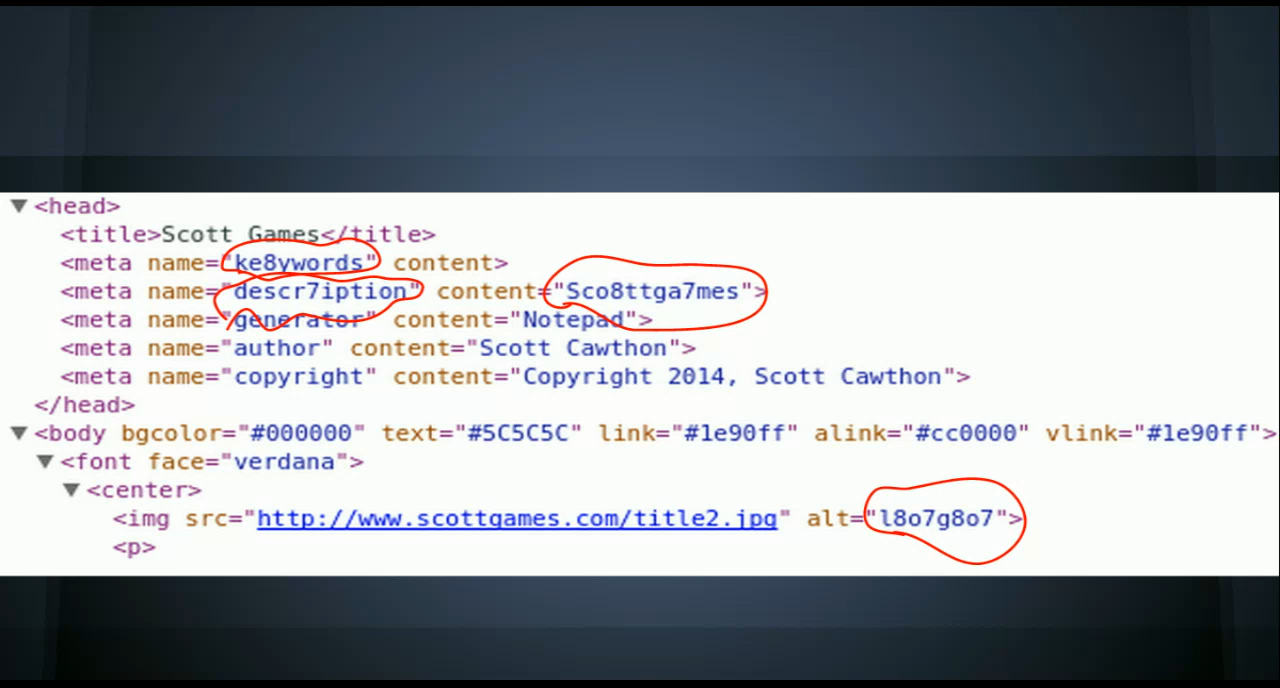 <head>
<title>Scott Games</title>
<meta name="ke8ywords" content>
<meta name="descr7iption" content="Sco8ttga7mes">
<meta name="generator" content="Notepad">
<meta name="author" content="Scott Cawthon">
<meta name="copyright" content="Copyright 2014, Scott Cawthon">
</head>
<body bgcolor="#000000" text="#5C5C5C" link="#1e90ff" alink="#cc0000" vlink="#1e90ff">
<font face="verdana">
<center>
<img src="http://www.scottgames.com/title2.jpg" alt="l8o7g8o7">
<p>